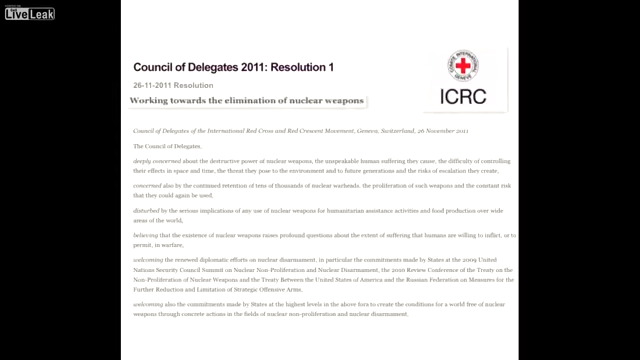 LiveLeak
Council of Delegates 2011: Resolution 1
26-11-2011 Resolution
Working towards the elimination of nuclear weapons
COMITE INTERNATIONAL GENEVE
ICRC
Council of Delegates of the International Red Cross and Red Crescent Movement, Geneva, Switzerland, 26 November 2011
The Council of Delegates,
deeply concerned about the destructive power of nuclear weapons, the unspeakable human suffering they cause, the difficulty of controlling
their effects in space and time, the threat they pose to the environment and to future generations and the risks of escalation they create,
concerned also by the continued retention of tens of thousands of nuclear warheads, the proliferation of such weapons and the constant risk
that they could again be used,
disturbed by the serious implications of any use of nuclear weapons for humanitarian assistance activities and food production over wide
areas of the world,
believing that the existence of nuclear weapons raises profound questions about the extent of suffering that humans are willing to inflict, or to
permit, in warfare,
welcoming the renewed diplomatic efforts on nuclear disarmament, in particular the commitments made by States at the 2009 United
Nations Security Council Summit on Nuclear Non-Proliferation and Nuclear Disarmament, the 2010 Review Conference of the Treaty on the
Non-Proliferation of Nuclear Weapons and the Treaty Between the United States of America and the Russian Federation on Measures for the
Further Reduction and Limitation of Strategic Offensive Arms,
welcoming also the commitments made by States at the highest levels in the above fora to create the conditions for a world free of nuclear
weapons through concrete actions in the fields of nuclear non-proliferation and nuclear disarmament,